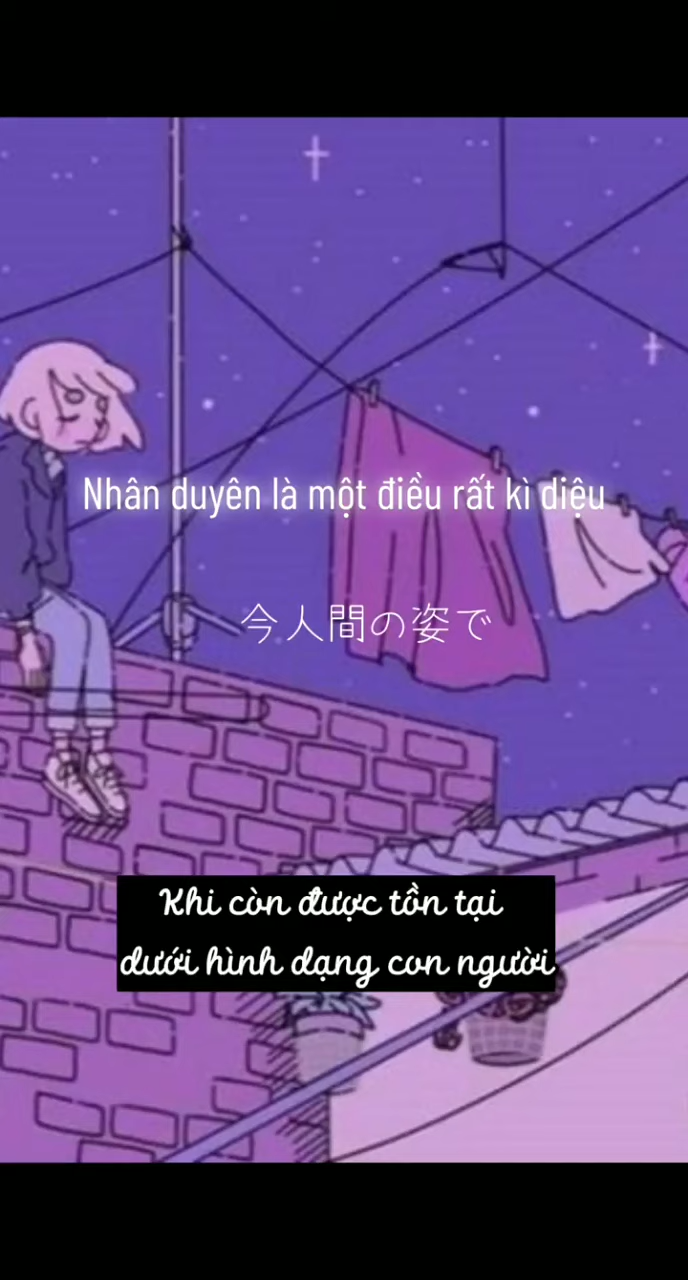 Nhân duyên là một điều rất kì diệu
今人間の姿で
Khi còn được tồn tại
dưới hình dạng con người